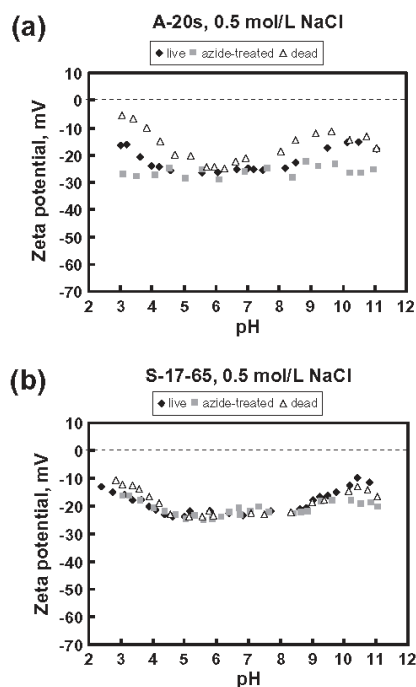 (a)
A-20s, 0.5 mol/L NaCl
live azide-treated dead
Zeta potential, mV
10
0
-10
-20
-30
-40
-50
-60
-70
2 3 4 5 6 7 8 9 10 11 12
pH
(b)
S-17-65, 0.5 mol/L NaCl
live azide-treated dead
Zeta potential, mV
10
0
-10
-20
-30
-40
-50
-60
-70
2 3 4 5 6 7 8 9 10 11 12
pH